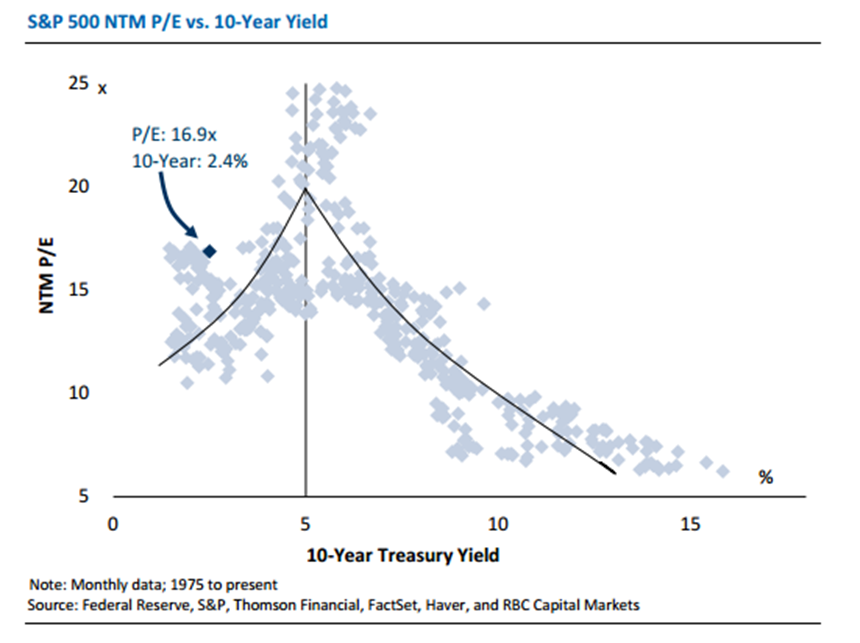 S&P 500 NTM P/E vs. 10-Year Yield
25 x
P/E: 16.9x
10-Year: 2.4%
20
NTM P/E
15
10
%
5
0 5 10 15
10-Year Treasury Yield
Note: Monthly data; 1975 to present
Source: Federal Reserve, S&P, Thomson Financial, FactSet, Haver, and RBC Capital Markets